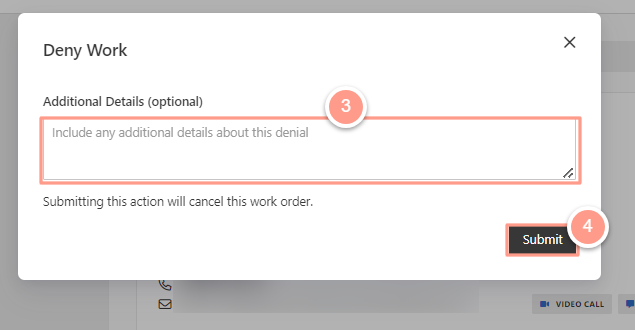 Deny Work
Additional Details (optional)
3
Include any additional details about this denial
Submitting this action will cancel this work order.
Submit
4
VIDEO CALL